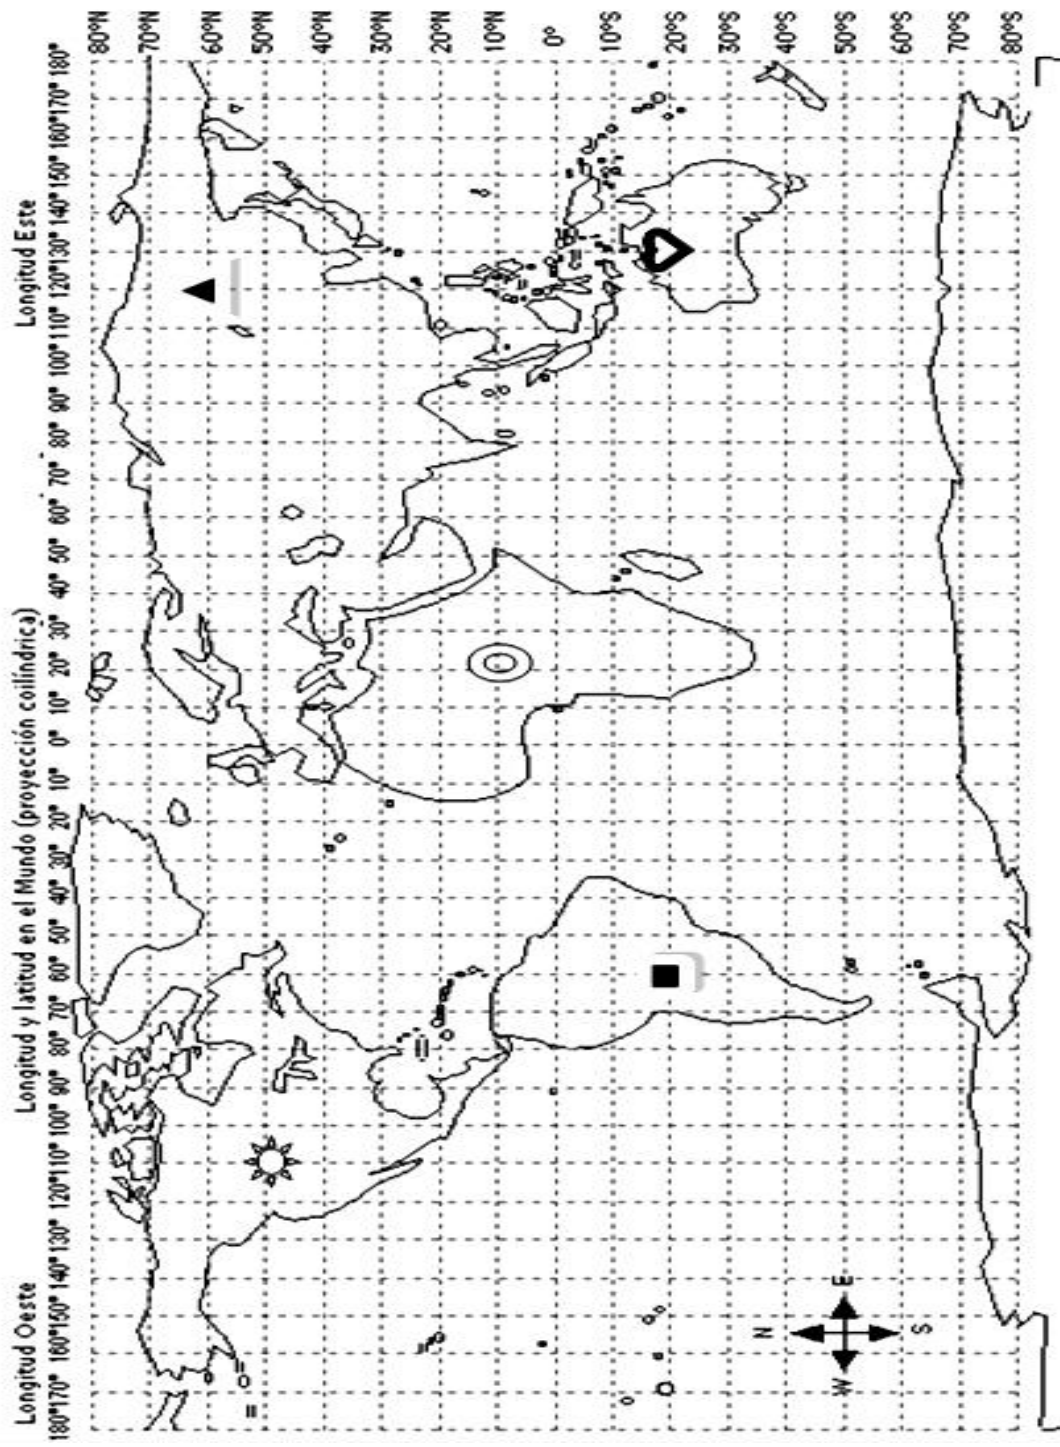 Longitud Oeste Longitud y latitud en el Mundo (proyección coilíndrica) Longitud Este
180° 170° 160° 150° 140° 130° 120° 110° 100° 90° 80° 70° 60° 50° 40° 30° 20° 10° 0° 10° 20° 30° 40° 50° 60° 70° 80° 90° 100° 110° 120° 130° 140° 150° 160° 170° 180°
80°N
70°N
60°N
50°N
40°N
30°N
20°N
10°N
0°
10°S
20°S
30°S
40°S
50°S
60°S
70°S
80°S
N
W E
S